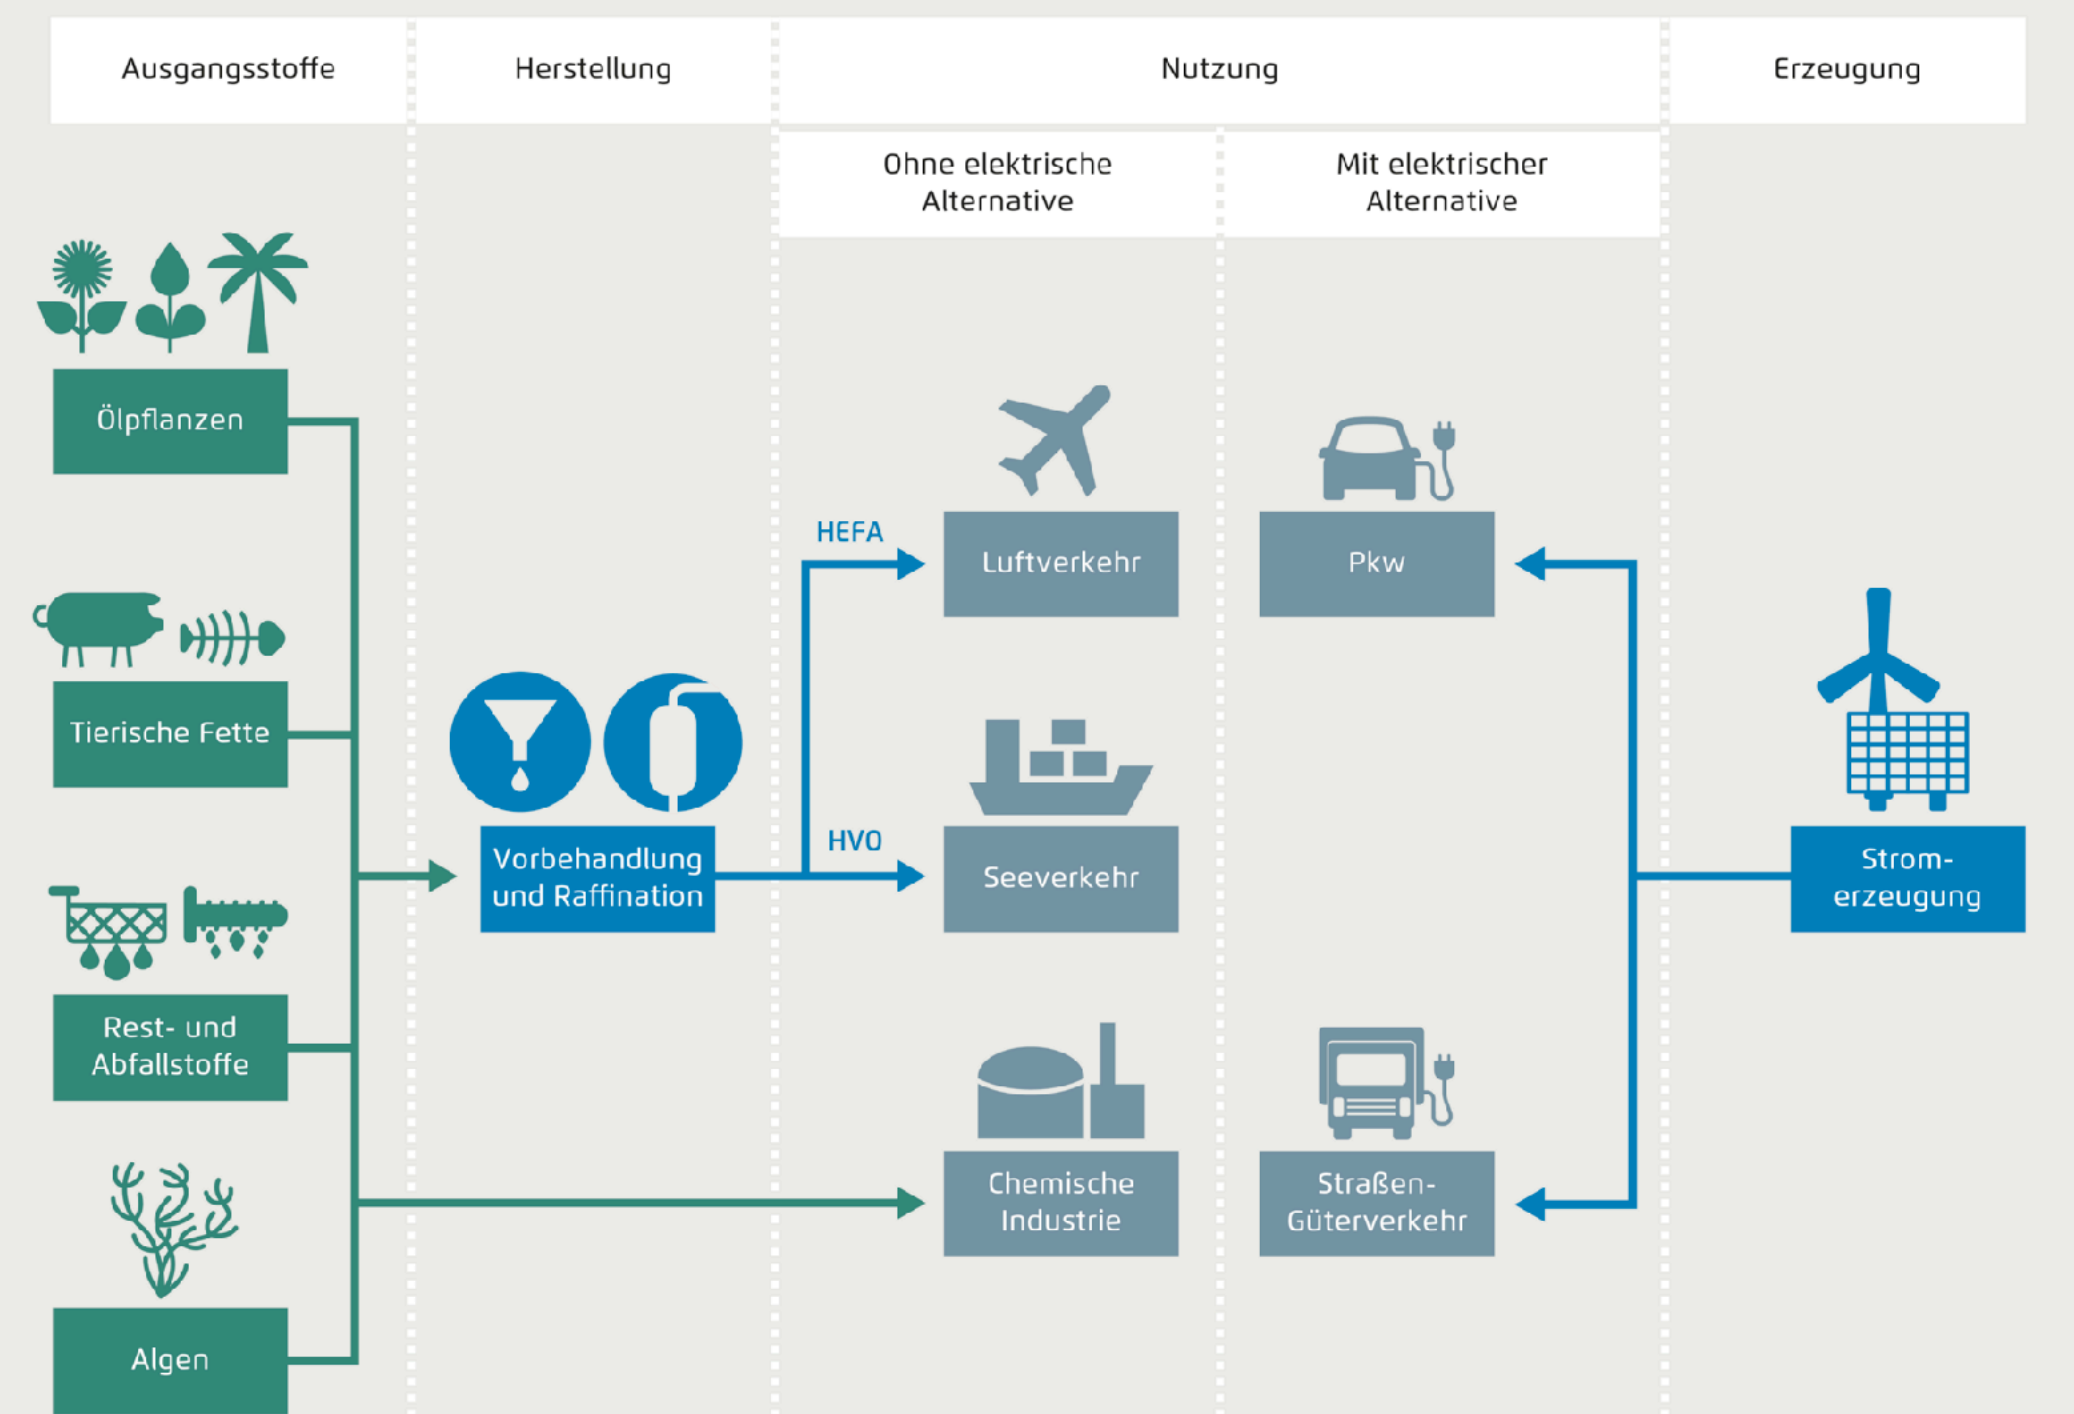 Ausgangsstoffe
Herstellung
Nutzung
Erzeugung
Ohne elektrische
Alternative
Mit elektrischer
Alternative
Ölpflanzen
Tierische Fette
Rest- und
Abfallstoffe
Algen
Vorbehandlung
und Raffination
HEFA
HVO
Luftverkehr
Seeverkehr
Chemische
Industrie
Pkw
Straßen-
Güterverkehr
Strom-
erzeugung